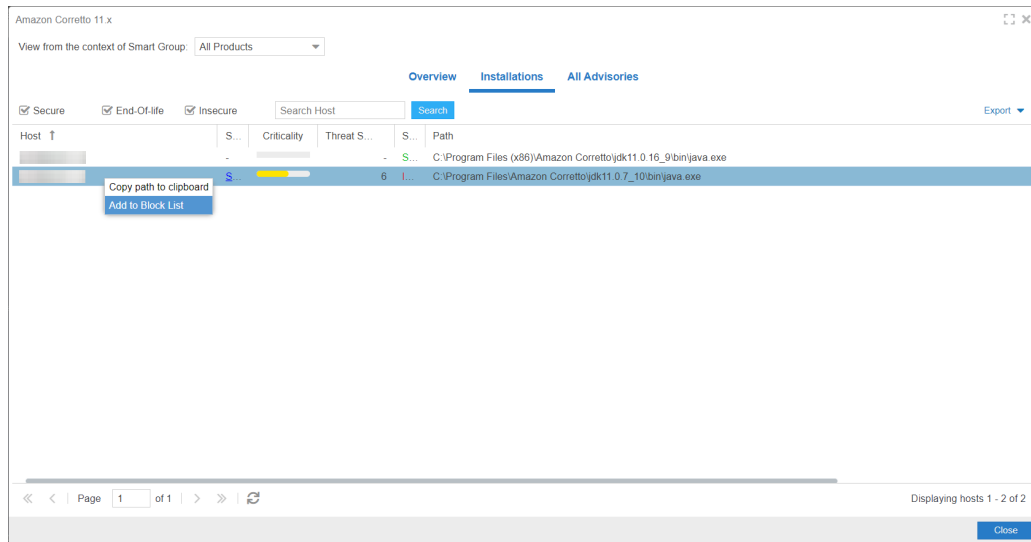 Amazon Corretto 11.x
View from the context of Smart Group: All Products
Overview Installations All Advisories
Secure End-Of-life Insecure Search Host Search Export
Host S... Criticality Threat S... S... Path
- - S... C:\Program Files (x86)\Amazon Corretto\jdk11.0.16_9\bin\java.exe
S... 6 I... C:\Program Files\Amazon Corretto\jdk11.0.7_10\bin\java.exe
Copy path to clipboard
Add to Block List
Page 1 of 1 Displaying hosts 1 - 2 of 2
Close